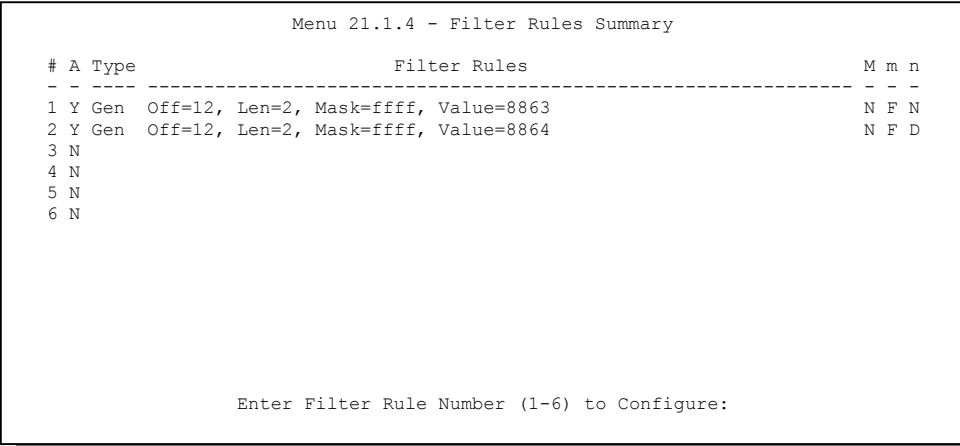 Menu 21.1.4 - Filter Rules Summary
# A Type Filter Rules M m n
- - ---- ---------------------------------------------------------------- - - -
1 Y Gen Off=12, Len=2, Mask=ffff, Value=8863 N F N
2 Y Gen Off=12, Len=2, Mask=ffff, Value=8864 N F D
3 N
4 N
5 N
6 N
Enter Filter Rule Number (1-6) to Configure: